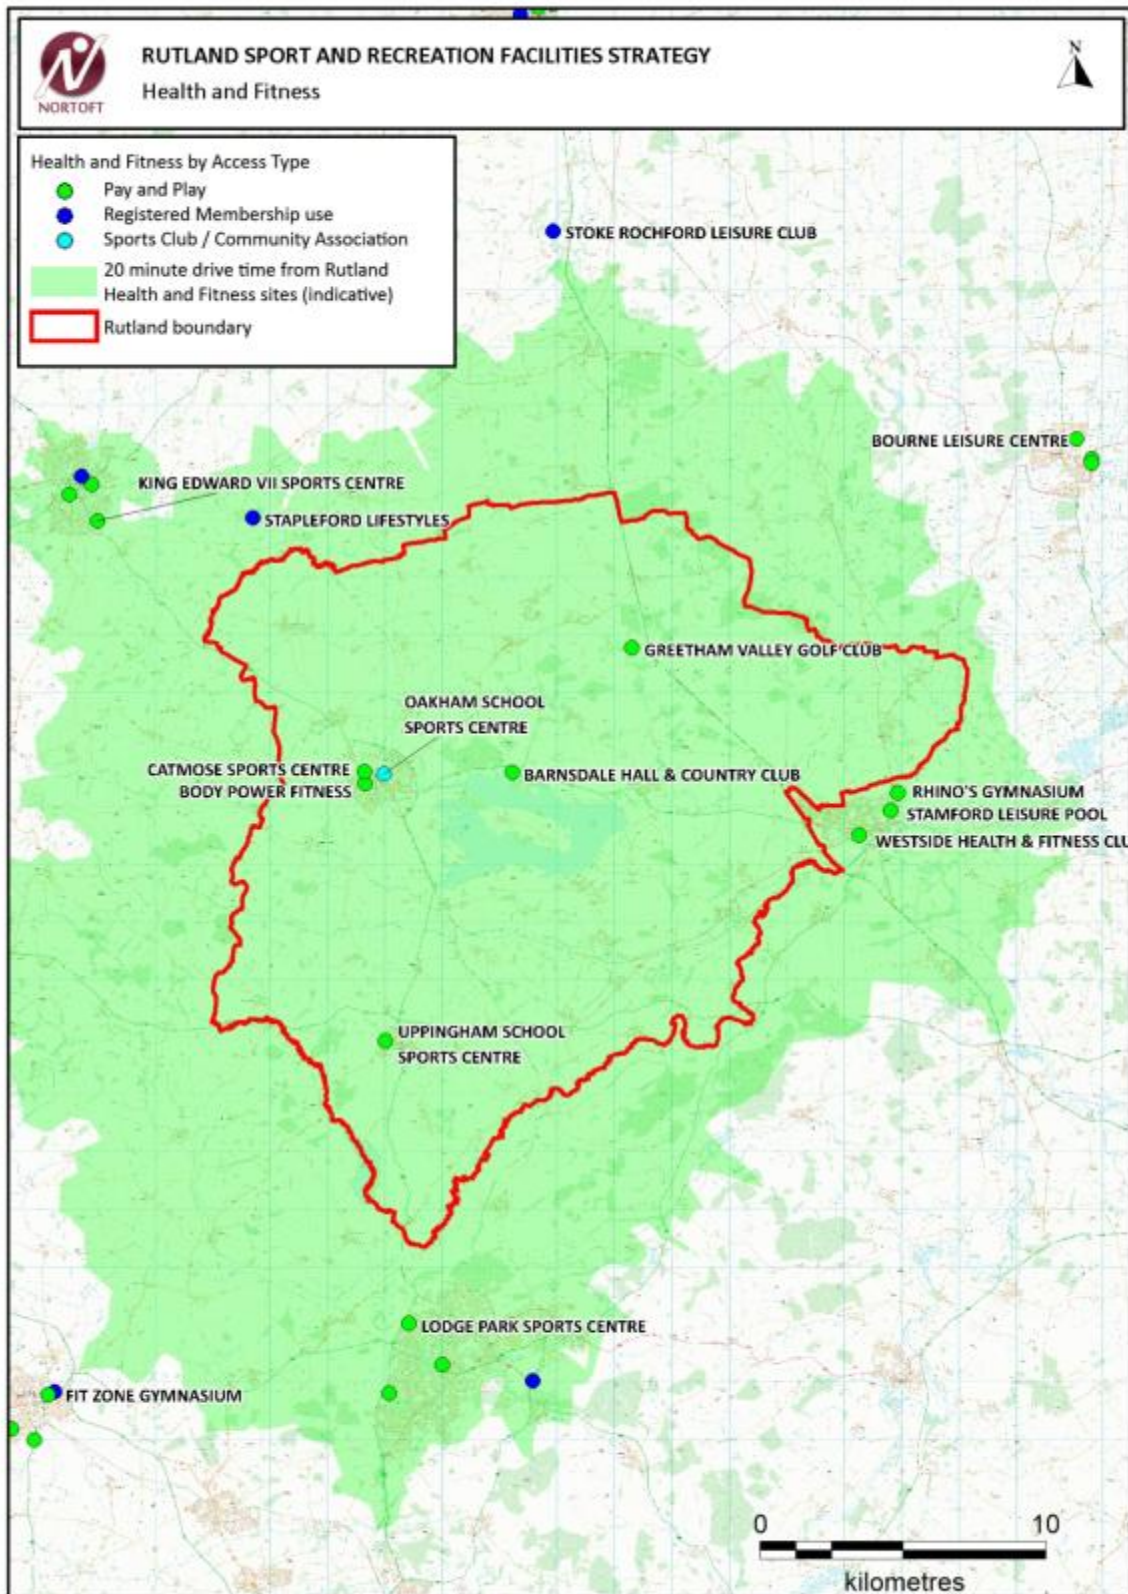 RUTLAND SPORT AND RECREATION FACILITIES STRATEGY
Health and Fitness
NORTOFT
N
Health and Fitness by Access Type
Pay and Play
Registered Membership use
Sports Club / Community Association
20 minute drive time from Rutland
Health and Fitness sites (indicative)
Rutland boundary
STOKE ROCHFORD LEISURE CLUB
BOURNE LEISURE CENTRE
KING EDWARD VII SPORTS CENTRE
STAPLEFORD LIFESTYLES
GREETHAM VALLEY GOLF CLUB
OAKHAM SCHOOL
SPORTS CENTRE
CATMOSE SPORTS CENTRE
BODY POWER FITNESS
BARNSDALE HALL & COUNTRY CLUB
RHINO'S GYMNASIUM
STAMFORD LEISURE POOL
WESTSIDE HEALTH & FITNESS CLU
UPPINGHAM SCHOOL
SPORTS CENTRE
LODGE PARK SPORTS CENTRE
FIT ZONE GYMNASIUM
0 10
kilometres